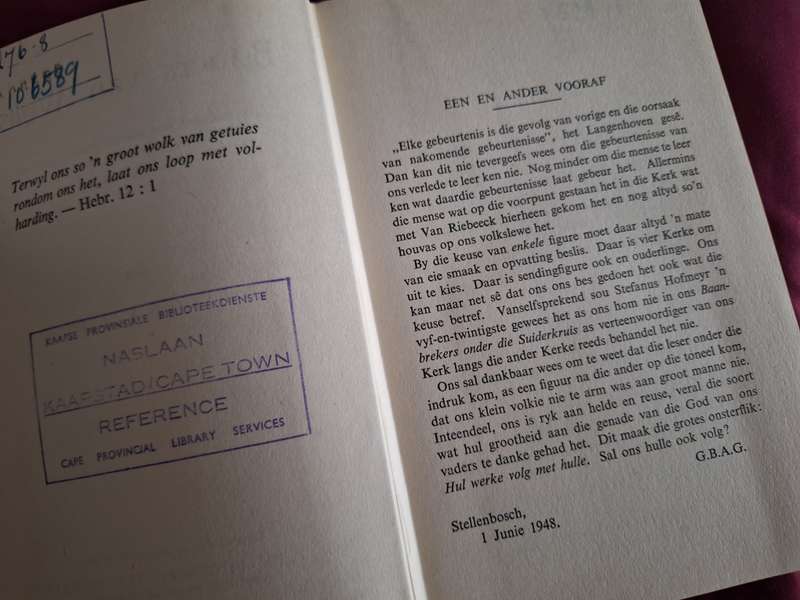 176·8
106589
Terwyl ons so 'n groot wolk van getuies
rondom ons het, laat ons loop met vol-
harding. — Hebr. 12 : 1
KAAPSE PROVINSIALE BIBLIOTEEKDIENSTE
NASLAAN
KAAPSTAD/CAPE TOWN
REFERENCE
CAPE PROVINCIAL LIBRARY SERVICES
EEN EN ANDER VOORAF
„Elke gebeurtenis is die gevolg van vorige en die oorsaak
van nakomende gebeurtenisse”, het Langenhoven gesê.
Dan kan dit nie tevergeefs wees om die gebeurtenisse van
ons verlede te leer ken nie. Nog minder om die mense te leer
ken wat daardie gebeurtenisse laat gebeur het. Allermins
die mense wat op die voorpunt gestaan het in die Kerk wat
met Van Riebeeck hierheen gekom het en nog altyd so'n
houvas op ons volkslewe het.
By die keuse van enkele figure moet daar altyd 'n mate
van eie smaak en opvatting beslis. Daar is vier Kerke om
uit te kies. Daar is sendingfigure ook en ouderlinge. Ons
kan maar net sê dat ons ons bes gedoen het ook wat die
keuse betref. Vanselfsprekend sou Stefanus Hofmeyr 'n
vyf-en-twintigste gewees het as ons hom nie in ons Baan-
brekers onder die Suiderkruis as verteenwoordiger van ons
Kerk langs die ander Kerke reeds behandel het nie.
Ons sal dankbaar wees om te weet dat die leser onder die
indruk kom, as een figuur na die ander op die toneel kom,
dat ons klein volkie nie te arm was aan groot manne nie.
Inteendeel, ons is ryk aan helde en reuse, veral die soort
wat hul grootheid aan die genade van die God van ons
vaders te danke gehad het. Dit maak die grotes onsterflik:
Hul werke volg met hulle. Sal ons hulle ook volg?
G.B.A.G.
Stellenbosch,
1 Junie 1948.